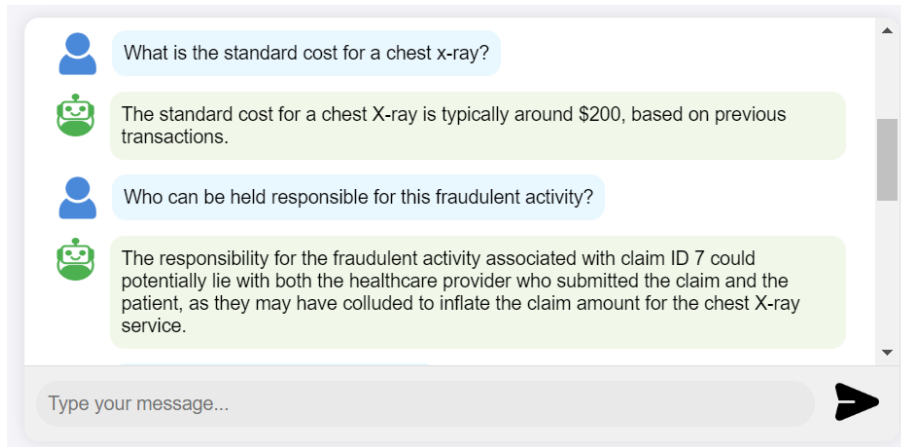 What is the standard cost for a chest x-ray?
The standard cost for a chest X-ray is typically around $200, based on previous
transactions.
Who can be held responsible for this fraudulent activity?
The responsibility for the fraudulent activity associated with claim ID 7 could
potentially lie with both the healthcare provider who submitted the claim and the
patient, as they may have colluded to inflate the claim amount for the chest X-ray
service.
Type your message...